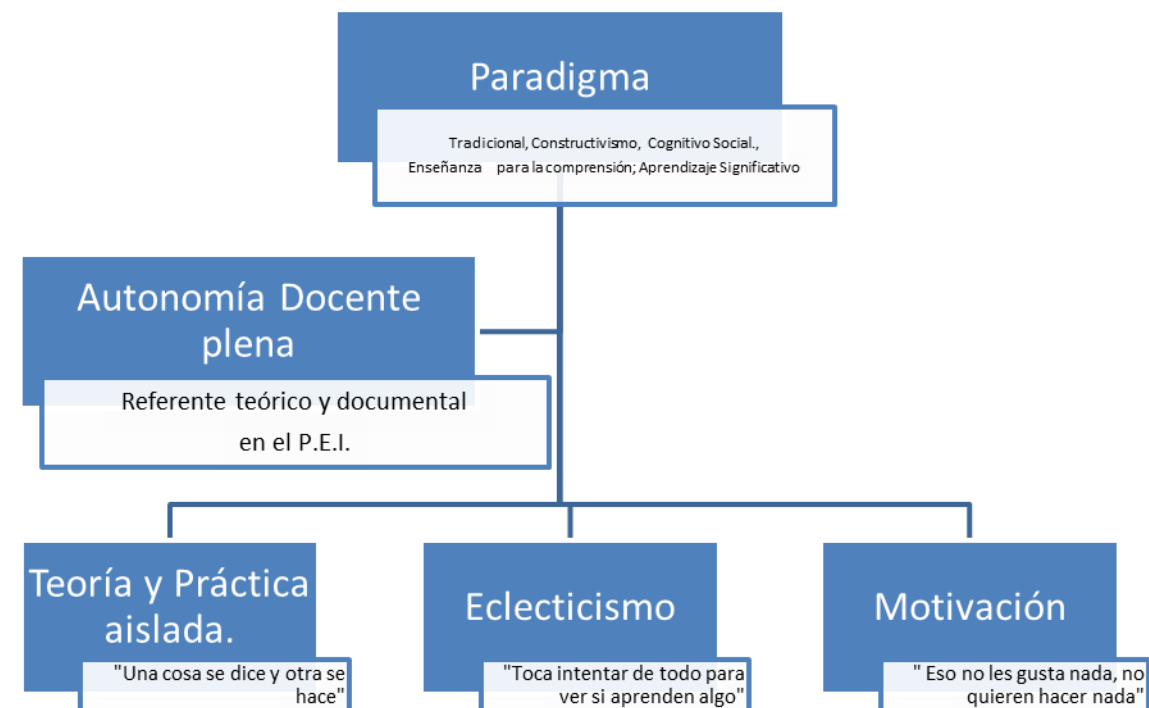 Paradigma
Tradicional, Constructivismo, Cognitivo Social.,
Enseñanza para la comprensión; Aprendizaje Significativo
Autonomía Docente
plena
Referente teórico y documental
en el P.E.I.
Teoría y Práctica
aislada.
"Una cosa se dice y otra se
hace"
Eclecticismo
"Toca intentar de todo para
ver si aprenden algo"
Motivación
" Eso no les gusta nada, no
quieren hacer nada"